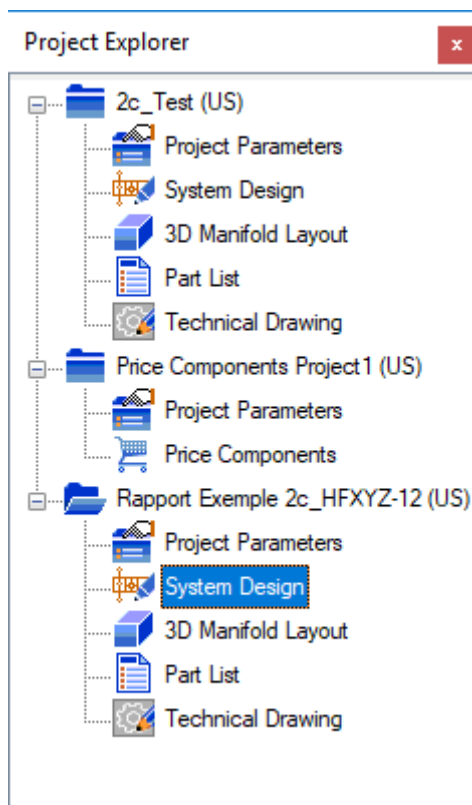 Project Explorer
x
2c_Test (US)
Project Parameters
System Design
3D Manifold Layout
Part List
Technical Drawing
Price Components Project1 (US)
Project Parameters
Price Components
Rapport Exemple 2c_HFXYZ-12 (US)
Project Parameters
System Design
3D Manifold Layout
Part List
Technical Drawing